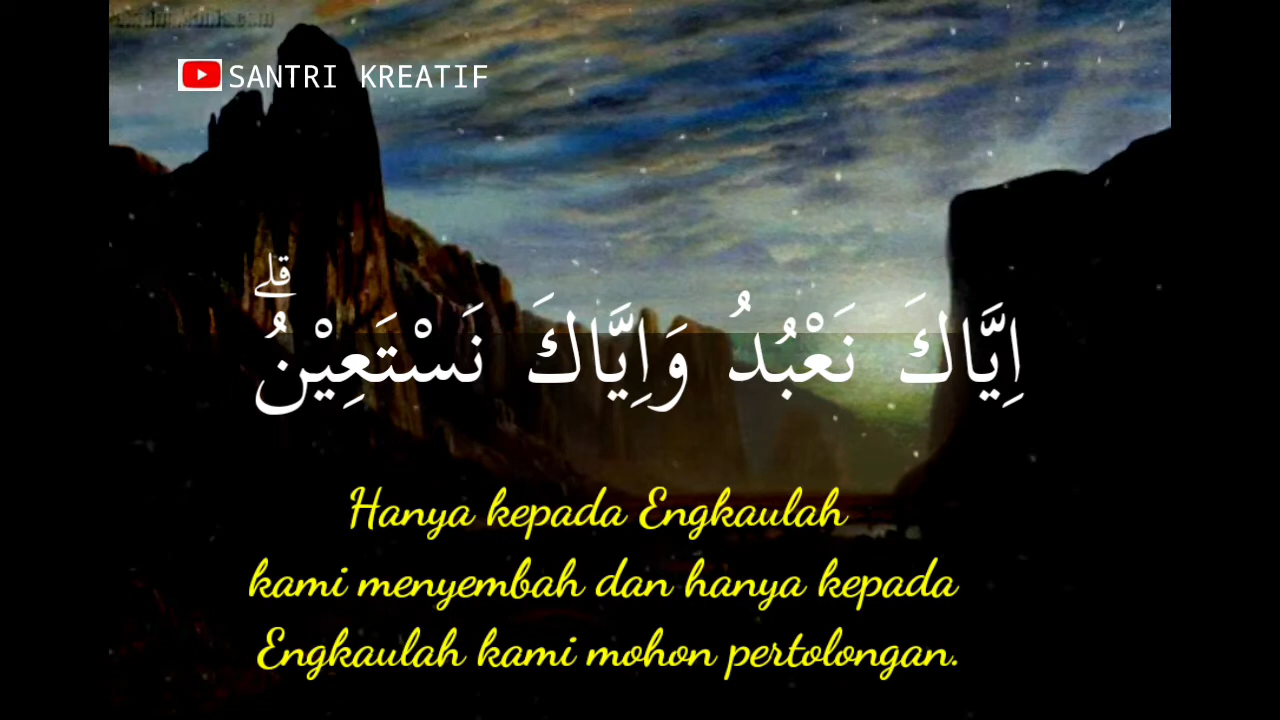 SANTRI KREATIF
اِيَّاكَ نَعْبُدُ وَاِيَّاكَ نَسْتَعِيْنُۗ
Hanya kepada Engkaulah
kami menyembah dan hanya kepada
Engkaulah kami mohon pertolongan.